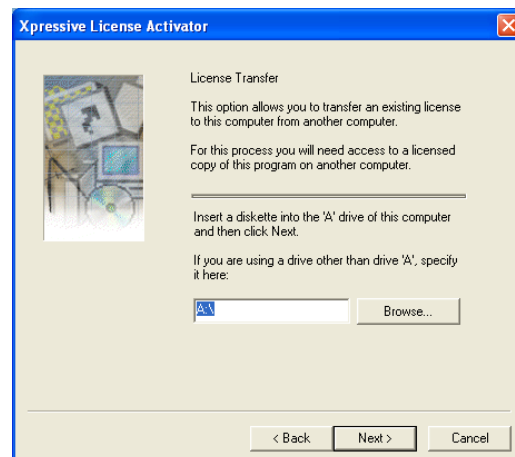 Xpressive License Activator
License Transfer
This option allows you to transfer an existing license
to this computer from another computer.
For this process you will need access to a licensed
copy of this program on another computer.
Insert a diskette into the 'A' drive of this computer
and then click Next.
If you are using a drive other than drive 'A', specify
it here:
A:\
Browse...
< Back
Next >
Cancel